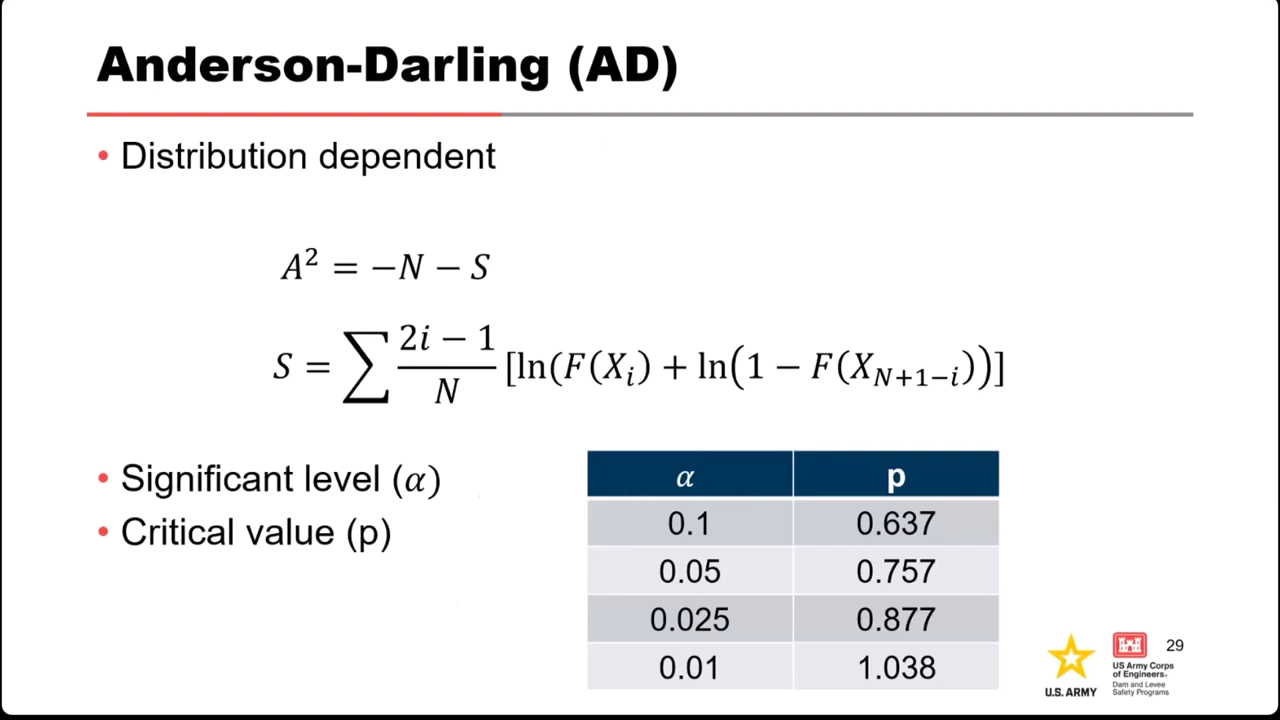 Anderson-Darling (AD)
• Distribution dependent
A² = −N − S
S = ∑ (2i − 1)/N [ln(F(Xᵢ) + ln(1 − F(X_{N+1−i}))]
• Significant level (α)
• Critical value (p)
α p
0.1 0.637
0.05 0.757
0.025 0.877
0.01 1.038
29
U.S. ARMY
US Army Corps
of Engineers®
Dam and Levee
Safety Programs